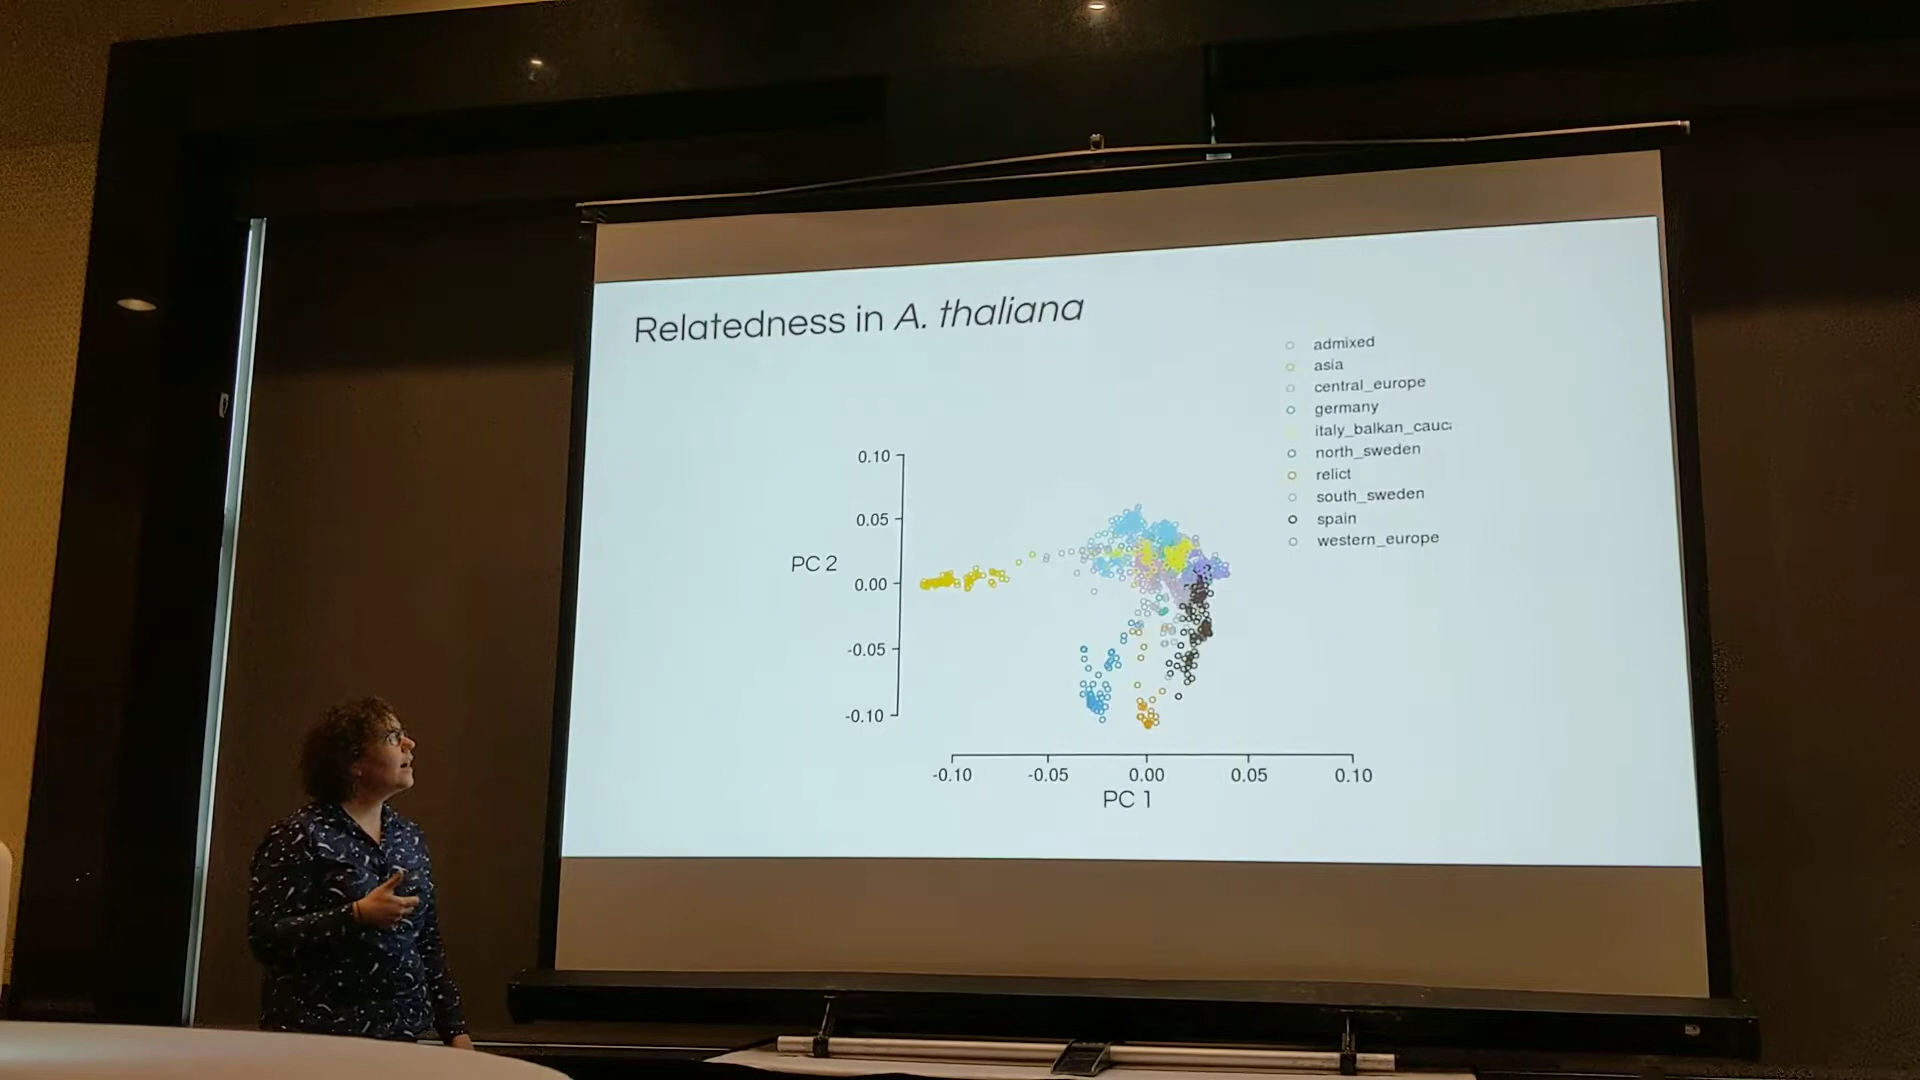 Relatedness in A. thaliana
admixed
asia
central_europe
germany
italy_balkan_cauc
north_sweden
relict
south_sweden
spain
western_europe
0.10
0.05
PC 2
0.00
-0.05
-0.10
-0.10 -0.05 0.00 0.05 0.10
PC 1